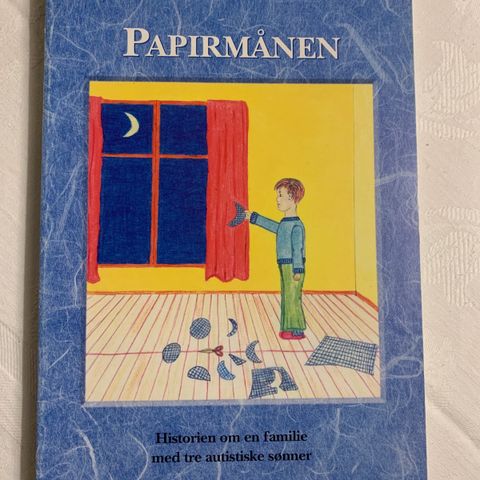 PAPIRMÅNEN
Historien om en familie
med tre autistiske sønner